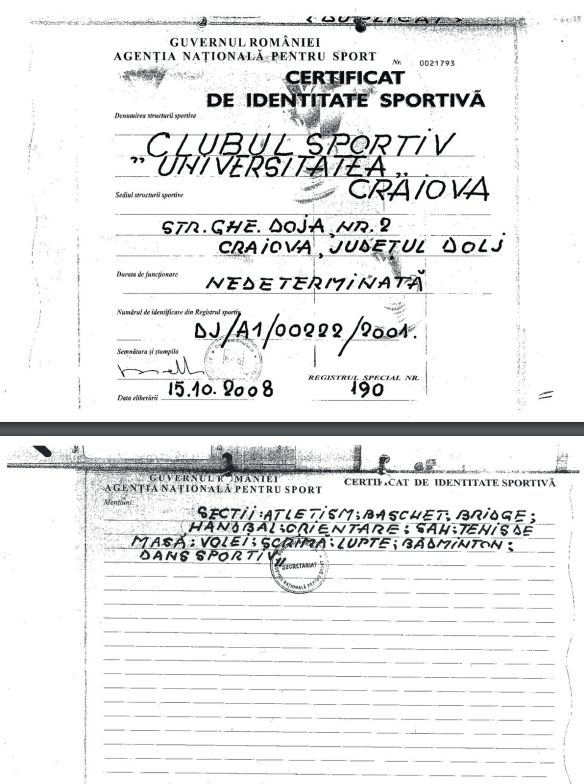 (DUPLICAT)
GUVERNUL ROMÂNIEI
AGENȚIA NAȚIONALĂ PENTRU SPORT
Nr. 0021793
CERTIFICAT
DE IDENTITATE SPORTIVĂ
Denumirea structurii sportive
CLUBUL SPORTIV
„UNIVERSITATEA„
CRAIOVA
Sediul structurii sportive
STR. GHE. DOJA, NR. 2
CRAIOVA, JUDEȚUL DOLJ
Durata de funcționare
NEDETERMINATĂ
Numărul de identificare din Registrul sportiv
DJ/A1/00222/2001.
Semnătura și ștampila
REGISTRUL SPECIAL NR.
Data eliberării 15.10.2008 190
GUVERNUL ROMÂNIEI
AGENȚIA NAȚIONALĂ PENTRU SPORT
CERTIFICAT DE IDENTITATE SPORTIVĂ
Mențiuni:
SECȚII: ATLETISM; BASCHET; BRIDGE;
HANDBAL; ORIENTARE; ȘAH; TENIS DE
MASĂ; VOLEI; SCRIMĂ; LUPTE; BADMINTON;
DANS SPORTIV
SECRETARIAT